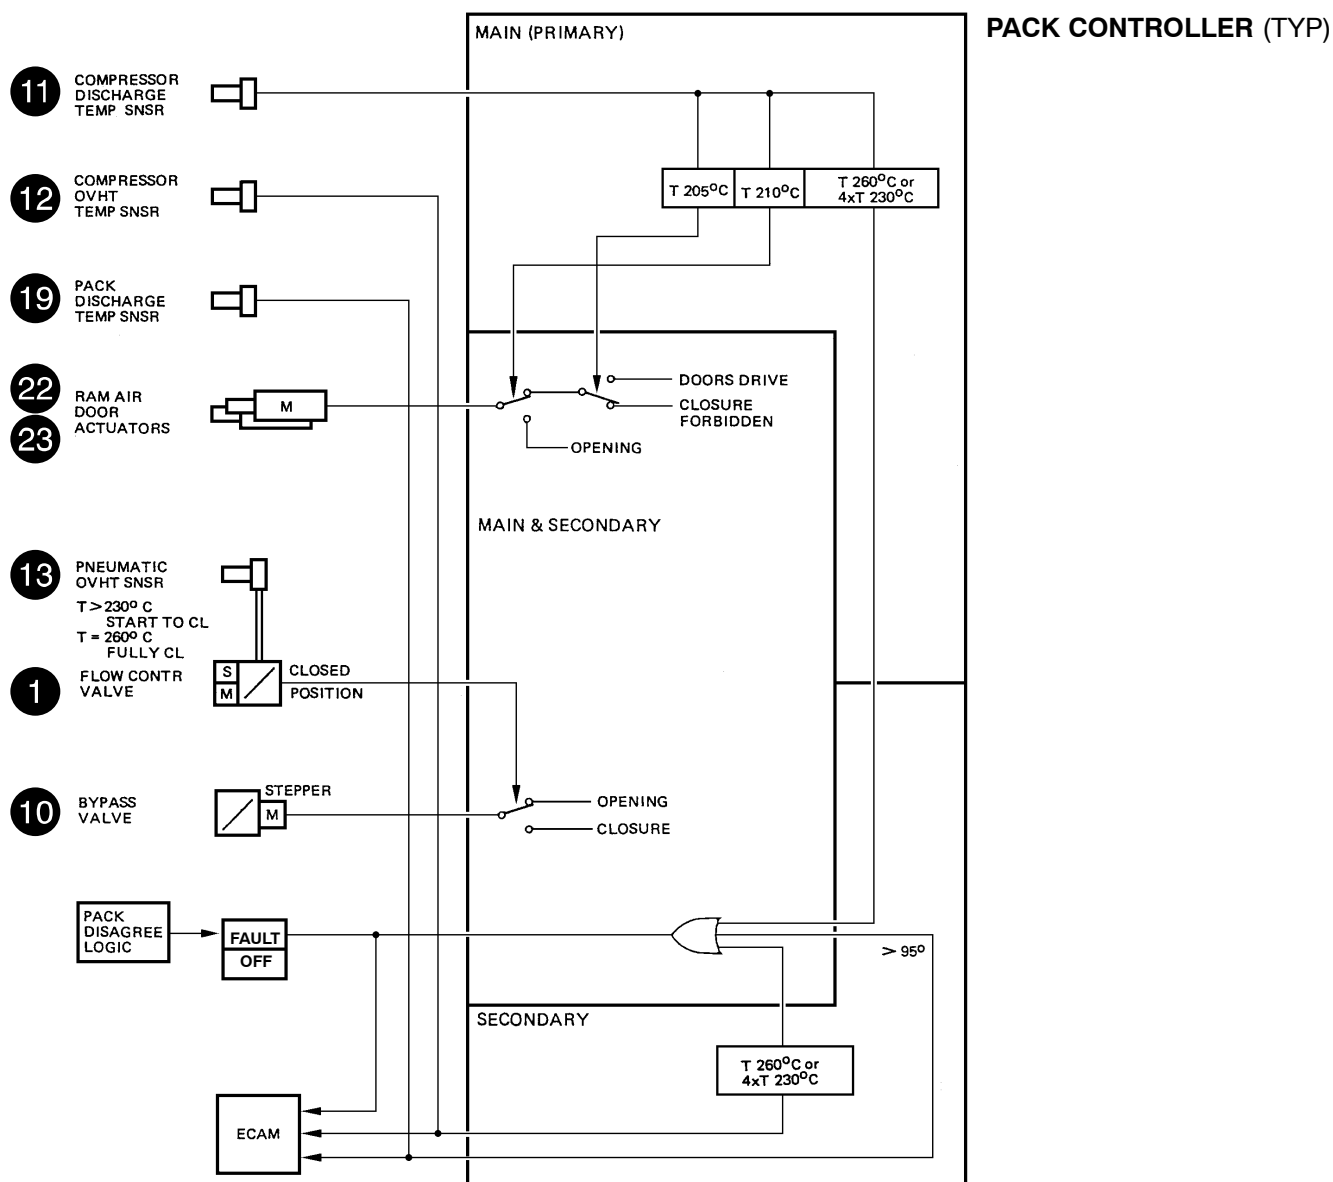 PACK CONTROLLER (TYP)
MAIN (PRIMARY)
11
COMPRESSOR
DISCHARGE
TEMP SNSR
12
COMPRESSOR
OVHT
TEMP SNSR
T 205°C
T 210°C
T 260°C or
4xT 230°C
19
PACK
DISCHARGE
TEMP SNSR
22
23
RAM AIR
DOOR
ACTUATORS
M
DOORS DRIVE
CLOSURE
FORBIDDEN
OPENING
MAIN & SECONDARY
13
PNEUMATIC
OVHT SNSR
T > 230° C
START TO CL
T = 260° C
FULLY CL
1
FLOW CONTR
VALVE
S
M
CLOSED
POSITION
10
BYPASS
VALVE
STEPPER
M
OPENING
CLOSURE
PACK
DISAGREE
LOGIC
FAULT
OFF
> 95°
SECONDARY
T 260°C or
4xT 230°C
ECAM